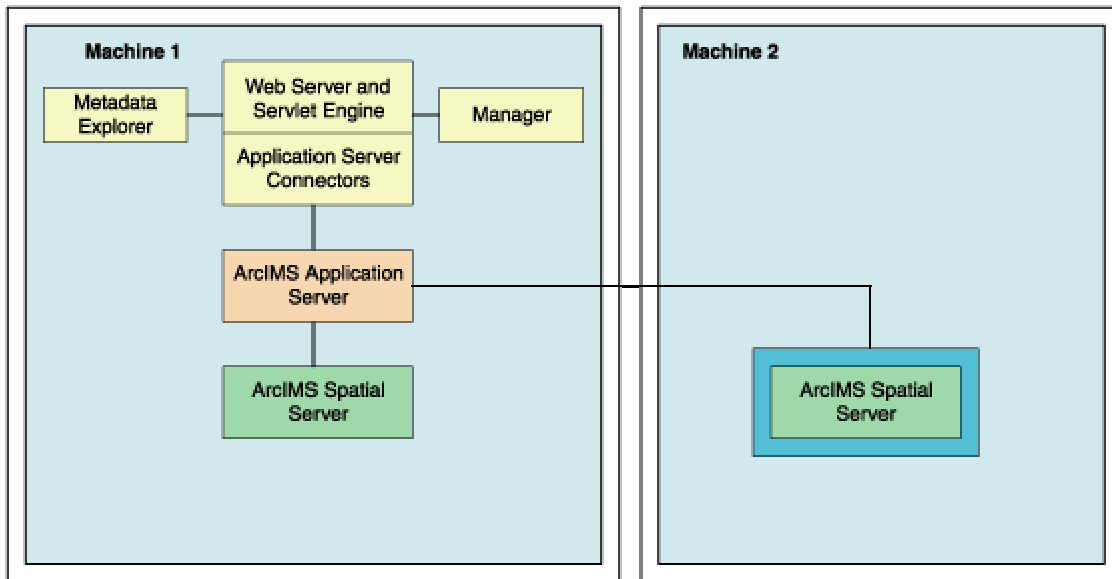 Machine 1
Metadata
Explorer
Web Server and
Servlet Engine
Manager
Application Server
Connectors
ArcIMS Application
Server
ArcIMS Spatial
Server
Machine 2
ArcIMS Spatial
Server